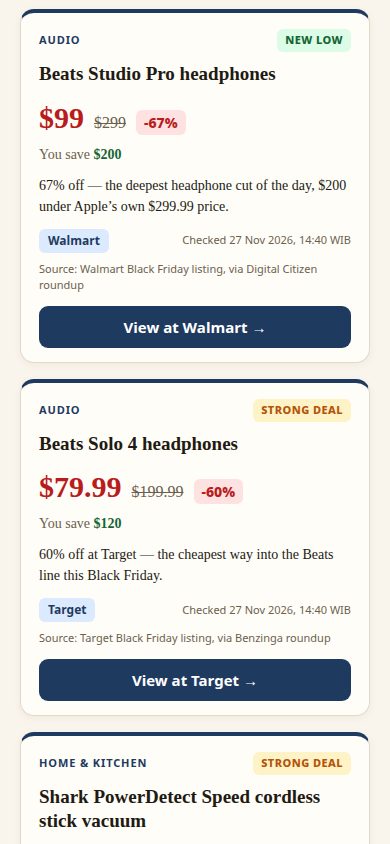 AUDIO
NEW LOW
Beats Studio Pro headphones
$99 $299 -67%
You save $200
67% off — the deepest headphone cut of the day, $200
under Apple’s own $299.99 price.
Walmart
Checked 27 Nov 2026, 14:40 WIB
Source: Walmart Black Friday listing, via Digital Citizen
roundup
View at Walmart →
AUDIO
STRONG DEAL
Beats Solo 4 headphones
$79.99 $199.99 -60%
You save $120
60% off at Target — the cheapest way into the Beats
line this Black Friday.
Target
Checked 27 Nov 2026, 14:40 WIB
Source: Target Black Friday listing, via Benzinga roundup
View at Target →
HOME & KITCHEN
STRONG DEAL
Shark PowerDetect Speed cordless
stick vacuum